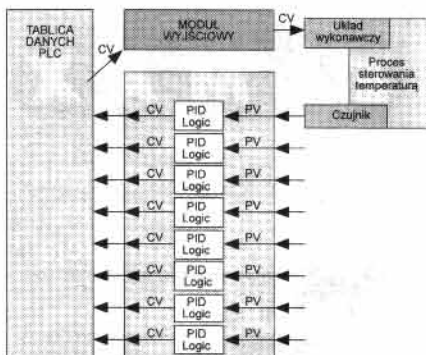 TABLICA
DANYCH
PLC
CV
MODUŁ
WYJŚCIOWY
CV
Układ
wykonawczy
Proces
sterowania
temperaturą
Czujnik
CV
PID
Logic
PV
CV
PID
Logic
PV
CV
PID
Logic
PV
CV
PID
Logic
PV
CV
PID
Logic
PV
CV
PID
Logic
PV
CV
PID
Logic
PV
CV
PID
Logic
PV